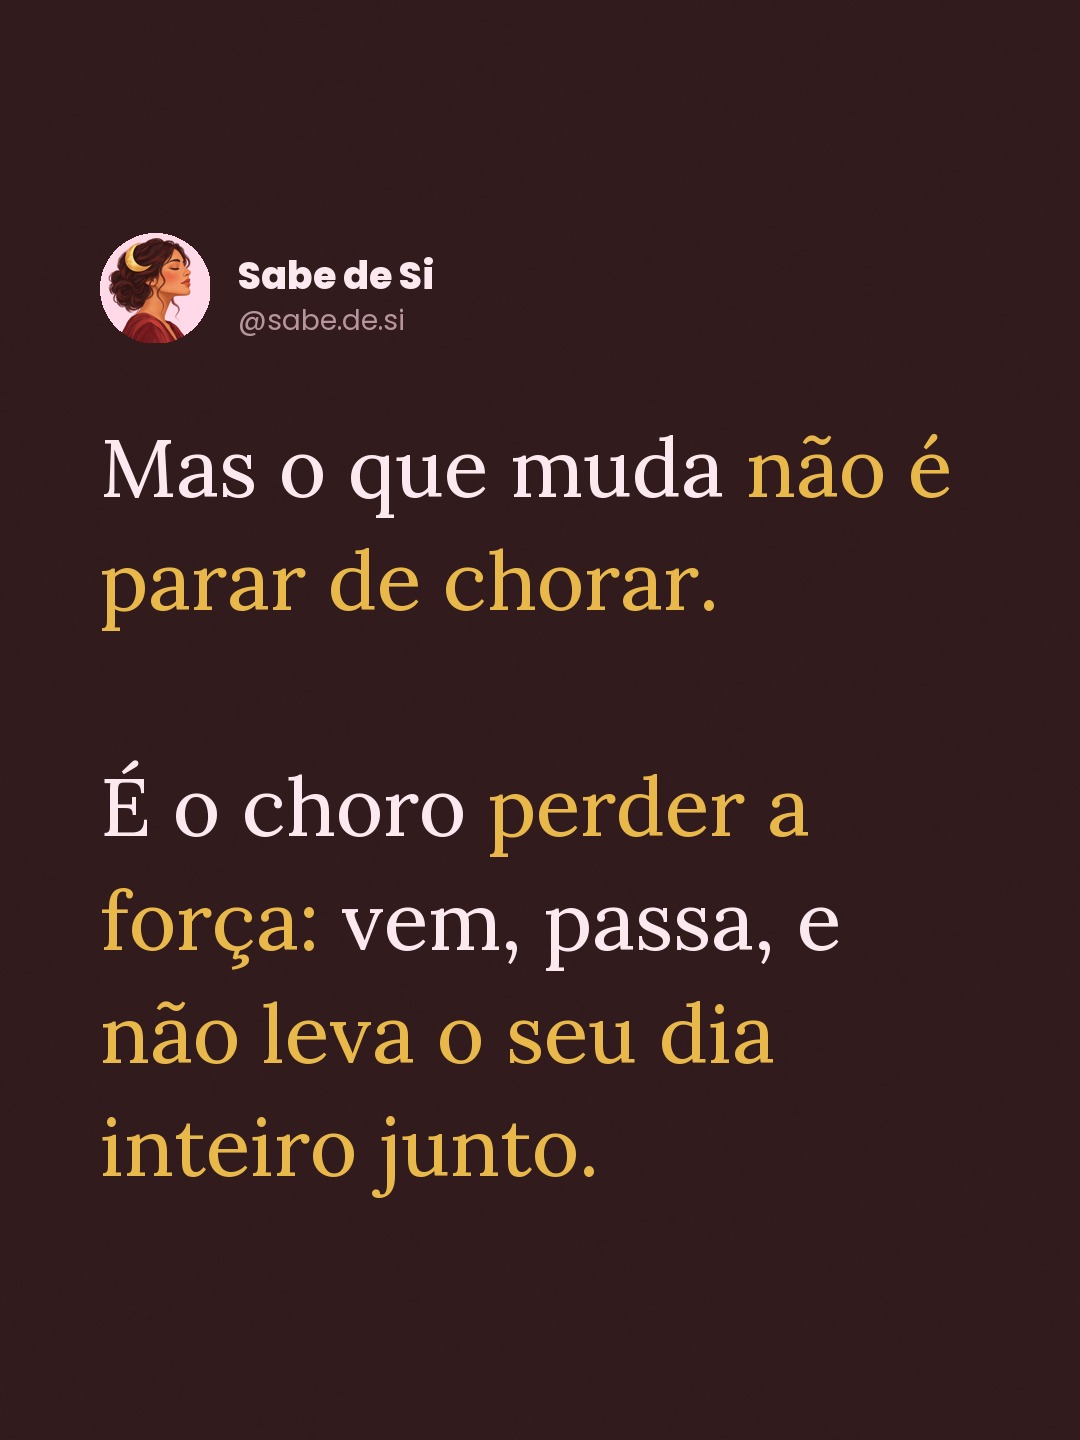 Sabe de Si
@sabe.de.si
Mas o que muda não é
parar de chorar.
É o choro perder a
força: vem, passa, e
não leva o seu dia
inteiro junto.